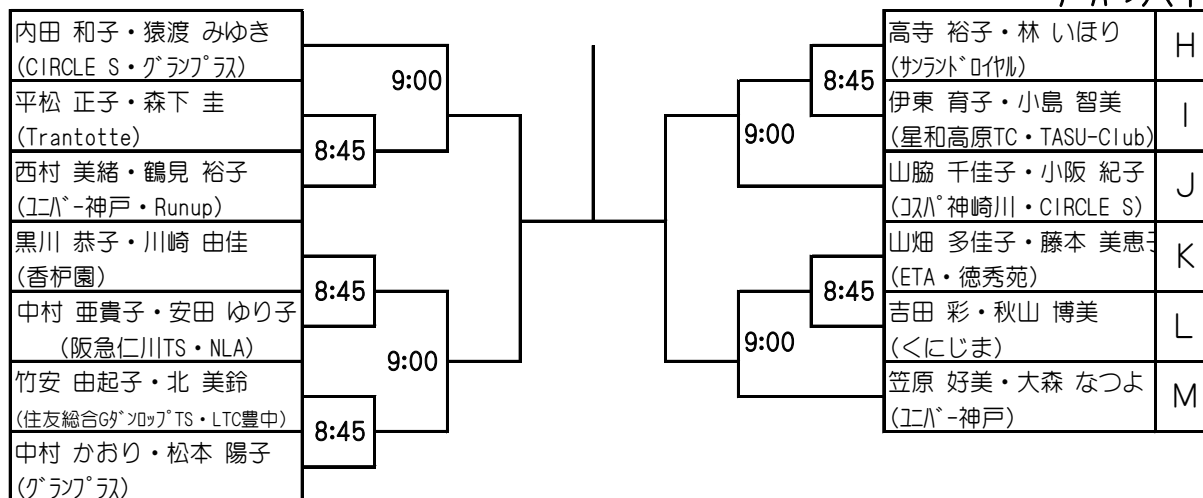 内田 和子・猿渡 みゆき
(CIRCLE S・グランプラス)
平松 正子・森下 圭
(Trantotte)
西村 美緒・鶴見 裕子
(ユニバー神戸・Runup)
黒川 恭子・川崎 由佳
(香枦園)
中村 亜貴子・安田 ゆり子
(阪急仁川TS・NLA)
竹安 由起子・北 美鈴
(住友総合GダンロップTS・LTC豊中)
中村 かおり・松本 陽子
(グランプラス)
9:00
8:45
8:45
9:00
8:45
8:45
9:00
8:45
9:00
高寺 裕子・林 いほり
(サンランドロイヤル)
H
伊東 育子・小島 智美
(星和高原TC・TASU-Club)
I
山脇 千佳子・小阪 紀子
(コスパ神崎川・CIRCLE S)
J
山畑 多佳子・藤本 美恵子
(ETA・徳秀苑)
K
吉田 彩・秋山 博美
(くにじま)
L
笠原 好美・大森 なつよ
(ユニバー神戸)
M